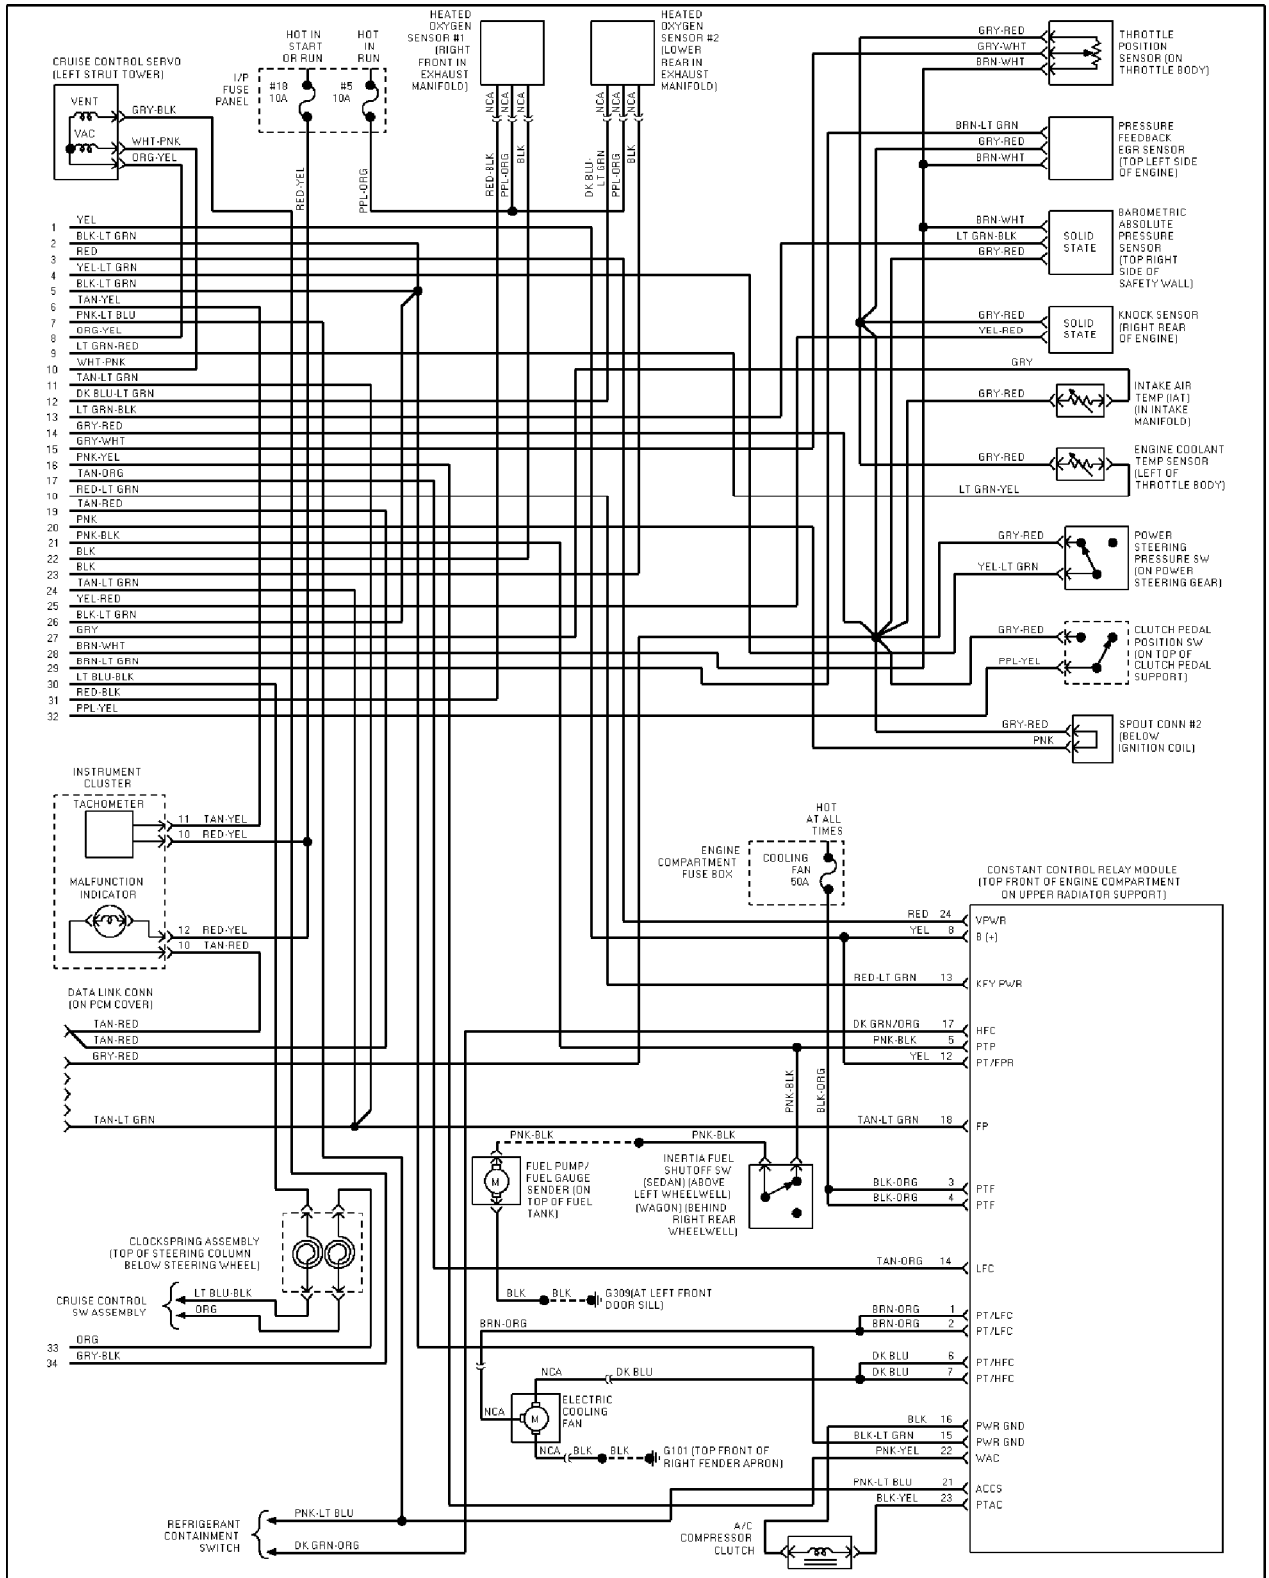 HEATED
OXYGEN
SENSOR #1
(RIGHT
FRONT IN
EXHAUST
MANIFOLD)
HEATED
OXYGEN
SENSOR #2
(LOWER
REAR IN
EXHAUST
MANIFOLD)
HOT IN
START
OR RUN
HOT
IN
RUN
I/P
FUSE
PANEL
#18
10A
#5
10A
CRUISE CONTROL SERVO
(LEFT STRUT TOWER)
VENT
VAC
GRY-BLK
WHT-PNK
ORG-YEL
RED-YEL
PPL-ORG
NCA
NCA
NCA
RED-BLK
PPL-ORG
BLK
NCA
NCA
NCA
DK BLU-
LT GRN
PPL-ORG
BLK
GRY-RED
GRY-WHT
BRN-WHT
THROTTLE
POSITION
SENSOR (ON
THROTTLE BODY)
BRN-LT GRN
GRY-RED
BRN-WHT
PRESSURE
FEEDBACK
EGR SENSOR
(TOP LEFT SIDE
OF ENGINE)
BRN-WHT
LT GRN-BLK
GRY-RED
SOLID
STATE
BAROMETRIC
ABSOLUTE
PRESSURE
SENSOR
(TOP RIGHT
SIDE OF
SAFETY WALL)
GRY-RED
YEL-RED
SOLID
STATE
KNOCK SENSOR
(RIGHT REAR
OF ENGINE)
GRY
GRY-RED
INTAKE AIR
TEMP (IAT)
(IN INTAKE
MANIFOLD)
GRY-RED
LT GRN-YEL
ENGINE COOLANT
TEMP SENSOR
(LEFT OF
THROTTLE BODY)
GRY-RED
YEL-LT GRN
POWER
STEERING
PRESSURE SW
(ON POWER
STEERING GEAR)
GRY-RED
PPL-YEL
CLUTCH PEDAL
POSITION SW
(ON TOP OF
CLUTCH PEDAL
SUPPORT)
GRY-RED
PNK
SPOUT CONN #2
(BELOW
IGNITION COIL)
1 YEL
2 BLK-LT GRN
3 RED
4 YEL-LT GRN
5 BLK-LT GRN
6 TAN-YEL
7 PNK-LT BLU
8 ORG-YEL
9 LT GRN-RED
10 WHT-PNK
11 TAN-LT GRN
12 DK BLU-LT GRN
13 LT GRN-BLK
14 GRY-RED
15 GRY-WHT
16 PNK-YEL
17 TAN-ORG
10 RED-LT GRN
19 TAN-RED
20 PNK
21 PNK-BLK
22 BLK
23 BLK
24 TAN-LT GRN
25 YEL-RED
26 BLK-LT GRN
27 GRY
28 BRN-WHT
29 BRN-LT GRN
30 LT BLU-BLK
31 RED-BLK
32 PPL-YEL
INSTRUMENT
CLUSTER
TACHOMETER
11 TAN-YEL
10 RED-YEL
MALFUNCTION
INDICATOR
12 RED-YEL
10 TAN-RED
DATA LINK CONN
(ON PCM COVER)
TAN-RED
TAN-RED
GRY-RED
TAN-LT GRN
HOT
AT ALL
TIMES
ENGINE
COMPARTMENT
FUSE BOX
COOLING
FAN
50A
CONSTANT CONTROL RELAY MODULE
(TOP FRONT OF ENGINE COMPARTMENT
ON UPPER RADIATOR SUPPORT)
RED 24 VPWR
YEL 8 B (+)
RED-LT GRN 13 KEY PWR
DK GRN/ORG 17 HFC
PNK-BLK 5 PTP
YEL 12 PT/FPR
PNK-BLK
BLK-ORG
TAN-LT GRN 18 FP
BLK-ORG 3 PTF
BLK-ORG 4 PTF
TAN-ORG 14 LFC
BRN-ORG 1 PT/LFC
BRN-ORG 2 PT/LFC
DK BLU 6 PT/HFC
DK BLU 7 PT/HFC
BLK 16 PWR GND
BLK-LT GRN 15 PWR GND
PNK-YEL 22 WAC
PNK-LT BLU 21 ACCS
BLK-YEL 23 PTAC
PNK-BLK
PNK-BLK
M
FUEL PUMP/
FUEL GAUGE
SENDER (ON
TOP OF FUEL
TANK)
INERTIA FUEL
SHUTOFF SW
(SEDAN) (ABOVE
LEFT WHEELWELL)
(WAGON) (BEHIND
RIGHT REAR
WHEELWELL)
BLK
BLK
G309(AT LEFT FRONT
DOOR SILL)
CLOCKSPRING ASSEMBLY
(TOP OF STEERING COLUMN
BELOW STEERING WHEEL)
CRUISE CONTROL
SW ASSEMBLY
LT BLU-BLK
ORG
33 ORG
34 GRY-BLK
BRN-ORG
NCA
DK BLU
NCA
M
ELECTRIC
COOLING
FAN
NCA
BLK
BLK
G101 (TOP FRONT OF
RIGHT FENDER APRON)
REFRIGERANT
CONTAINMENT
SWITCH
PNK-LT BLU
DK GRN-ORG
A/C
COMPRESSOR
CLUTCH